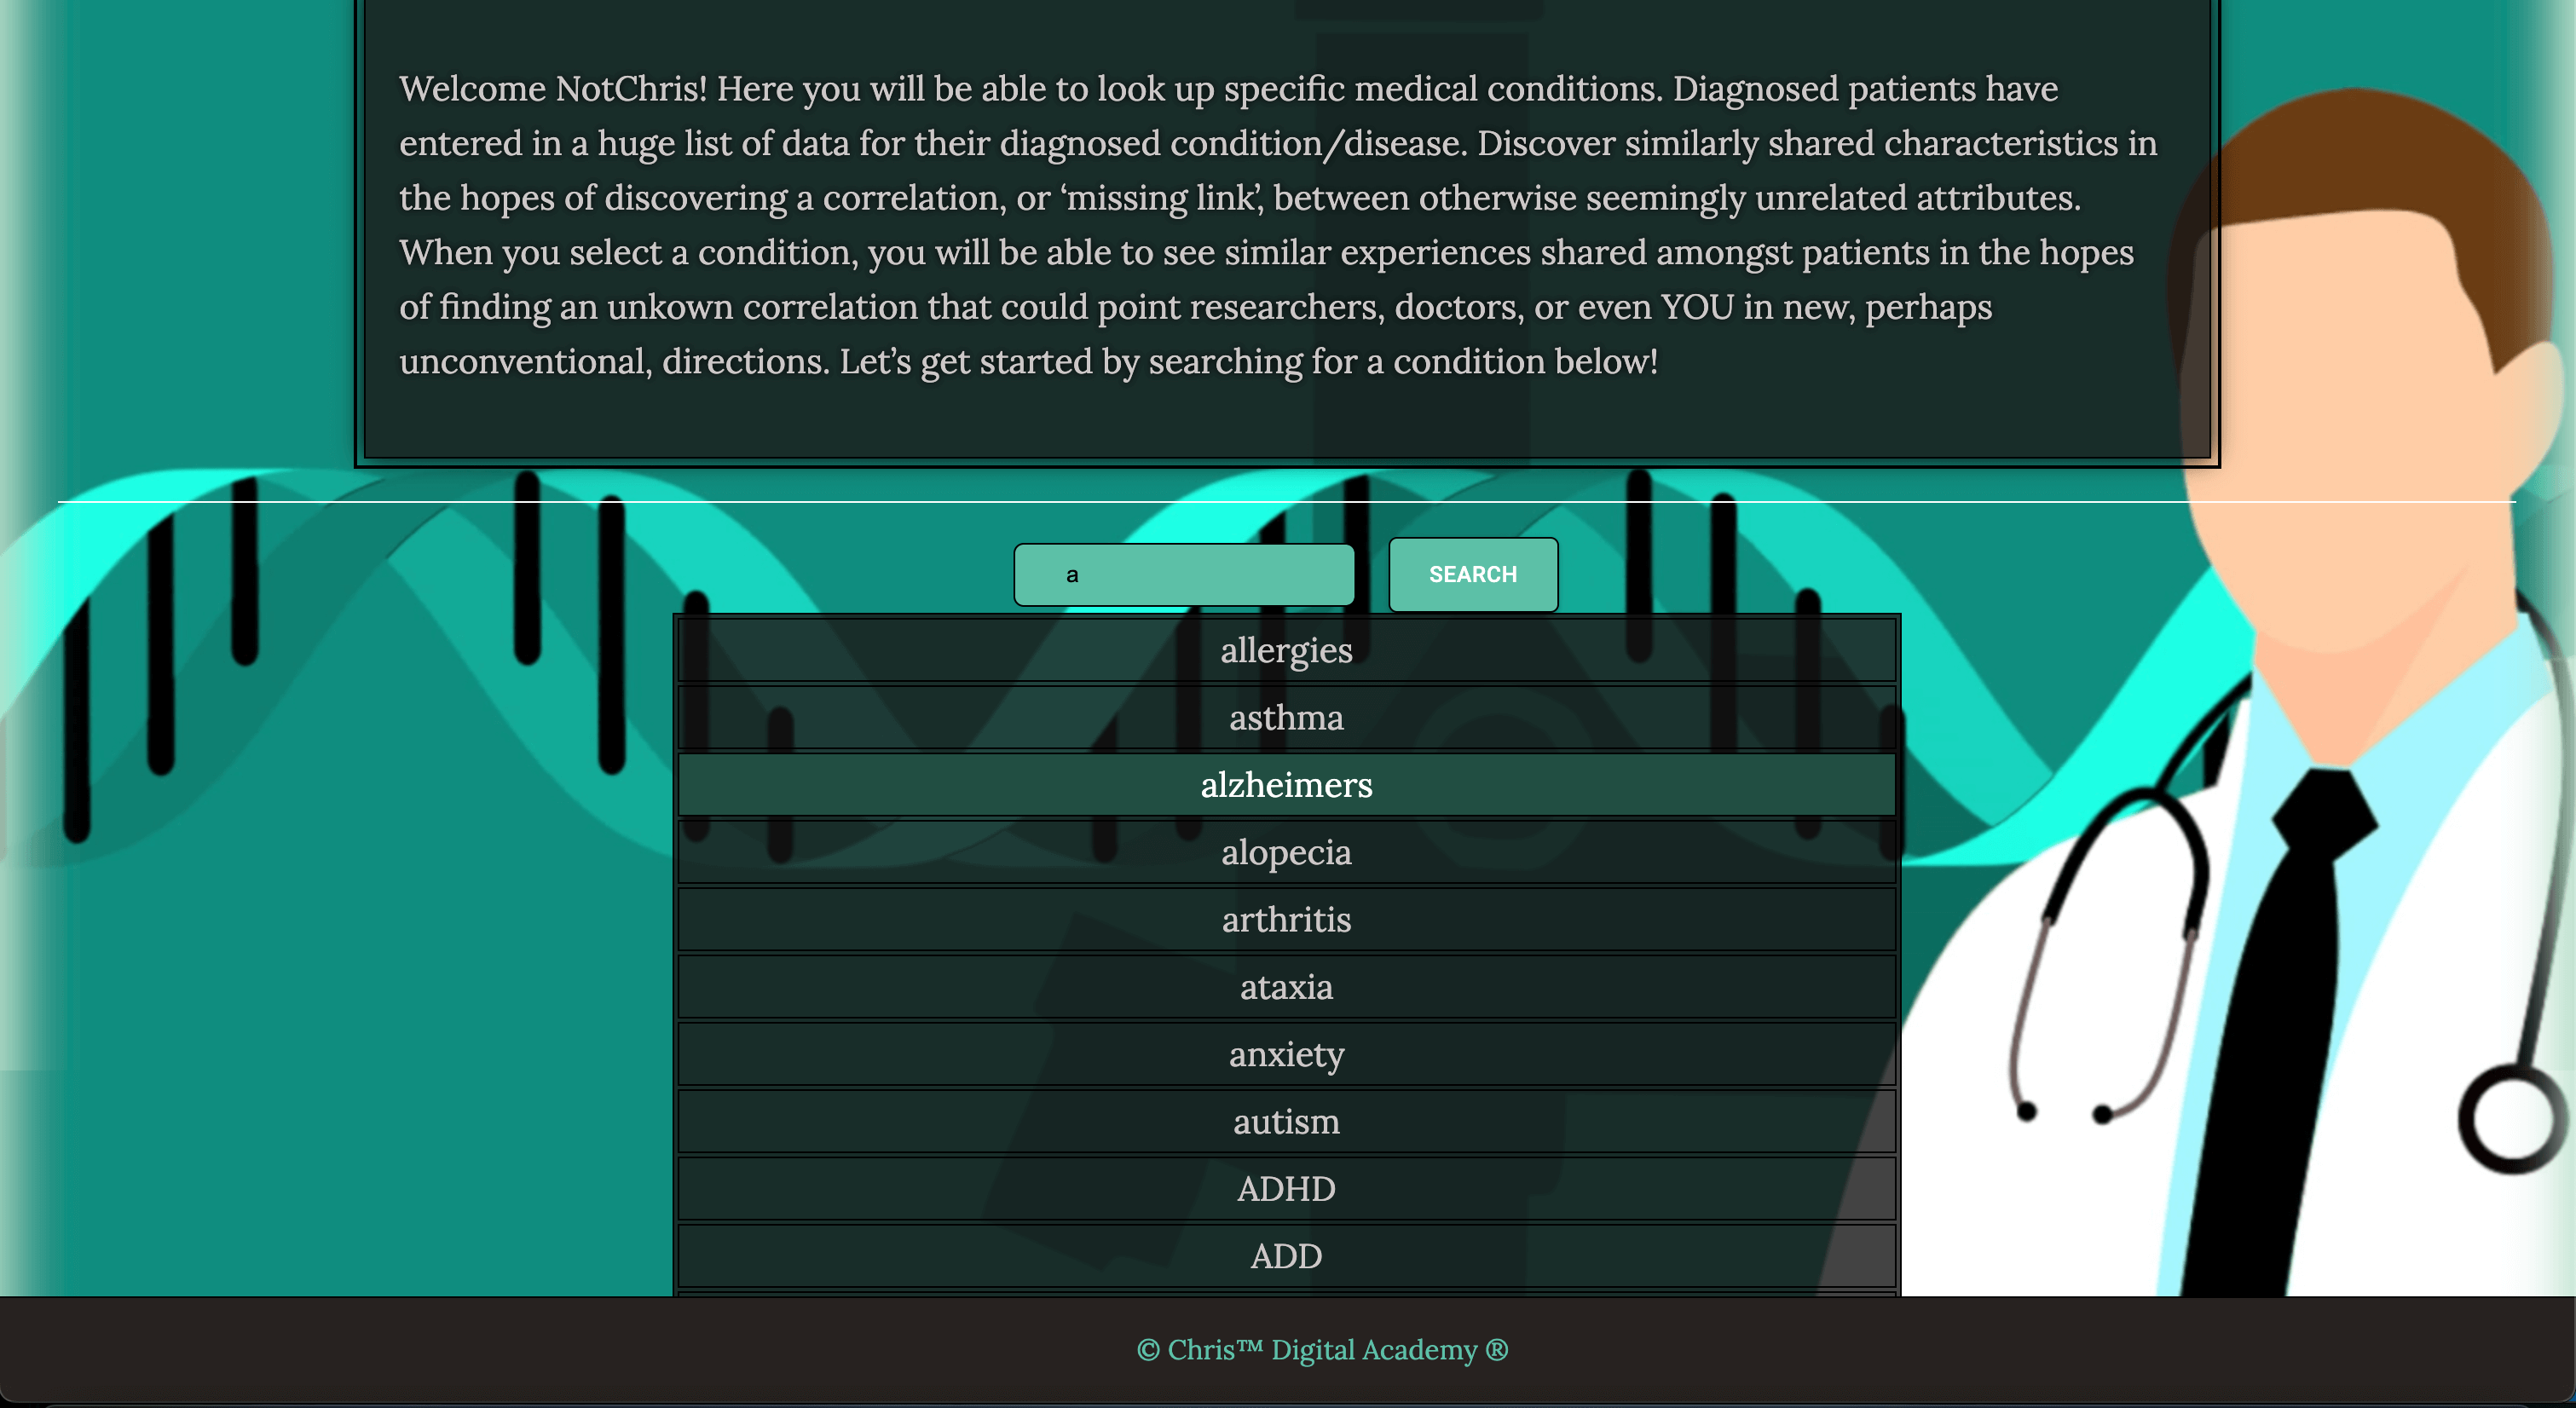 Welcome NotChris! Here you will be able to look up specific medical conditions. Diagnosed patients have
entered in a huge list of data for their diagnosed condition/disease. Discover similarly shared characteristics in
the hopes of discovering a correlation, or ‘missing link’, between otherwise seemingly unrelated attributes.
When you select a condition, you will be able to see similar experiences shared amongst patients in the hopes
of finding an unkown correlation that could point researchers, doctors, or even YOU in new, perhaps
unconventional, directions. Let’s get started by searching for a condition below!
a
SEARCH
allergies
asthma
alzheimers
alopecia
arthritis
ataxia
anxiety
autism
ADHD
ADD
© Chris™ Digital Academy ®